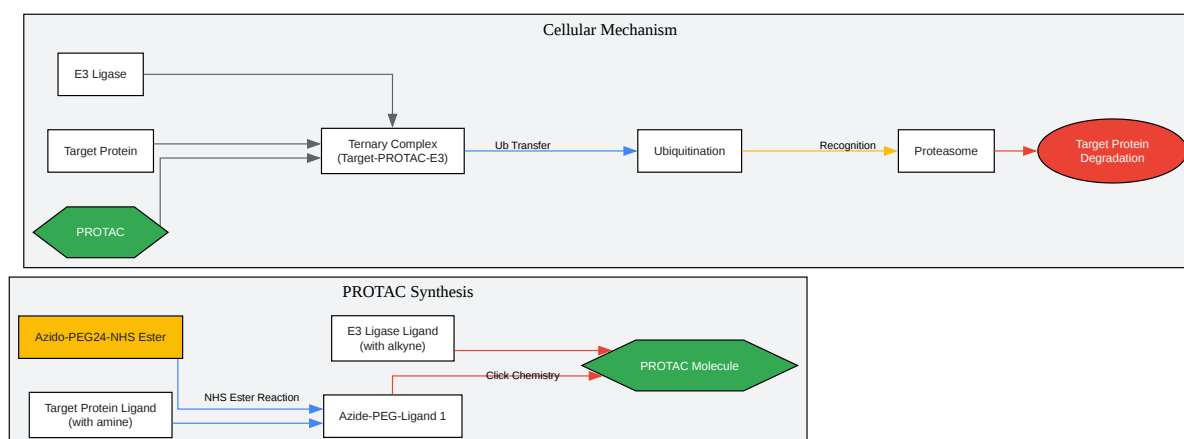 Cellular Mechanism
E3 Ligase
Target Protein
PROTAC
Ternary Complex
(Target-PROTAC-E3)
Ub Transfer
Ubiquitination
Recognition
Proteasome
Target Protein
Degradation
PROTAC Synthesis
Azido-PEG24-NHS Ester
Target Protein Ligand
(with amine)
NHS Ester Reaction
E3 Ligase Ligand
(with alkyne)
Azide-PEG-Ligand 1
Click Chemistry
PROTAC Molecule